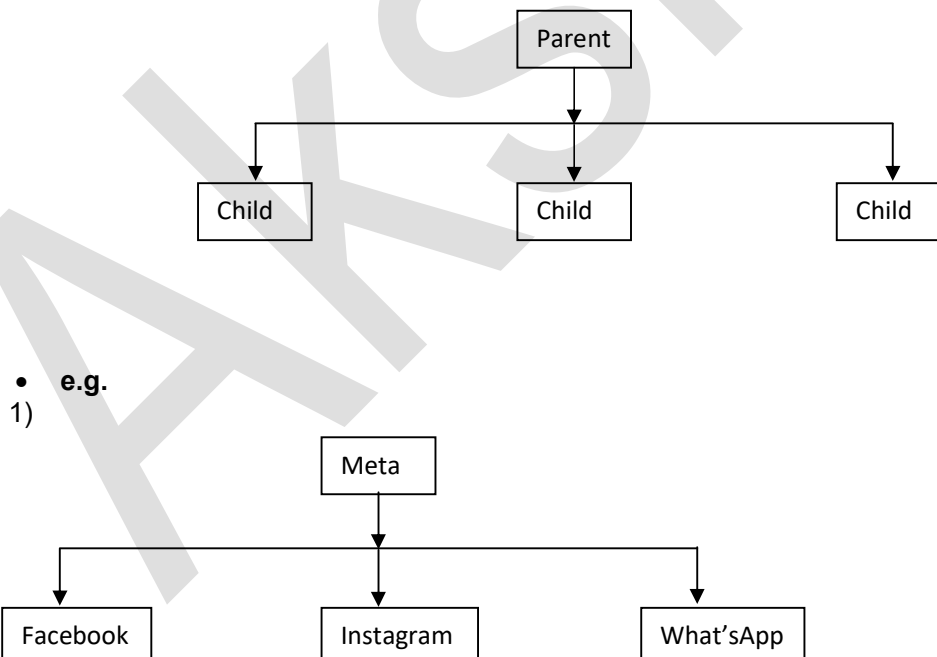 Parent
Child Child Child
• e.g.
1)
Meta
Facebook Instagram What'sApp